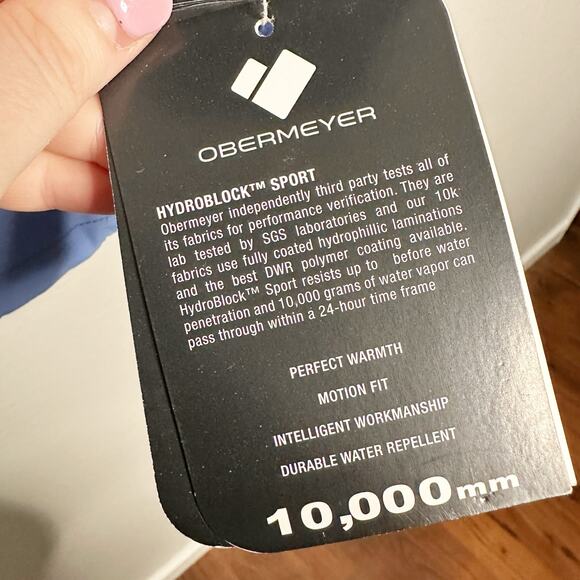 OBERMEYER
HYDROBLOCK™ SPORT
Obermeyer independently third party tests all of
its fabrics for performance verification. They are
lab tested by SGS laboratories and our 10k
fabrics use fully coated hydrophillic laminations
and the best DWR polymer coating available.
HydroBlock™ Sport resists up to before water
penetration and 10,000 grams of water vapor can
pass through within a 24-hour time frame
PERFECT WARMTH
MOTION FIT
INTELLIGENT WORKMANSHIP
DURABLE WATER REPELLENT
10,000mm